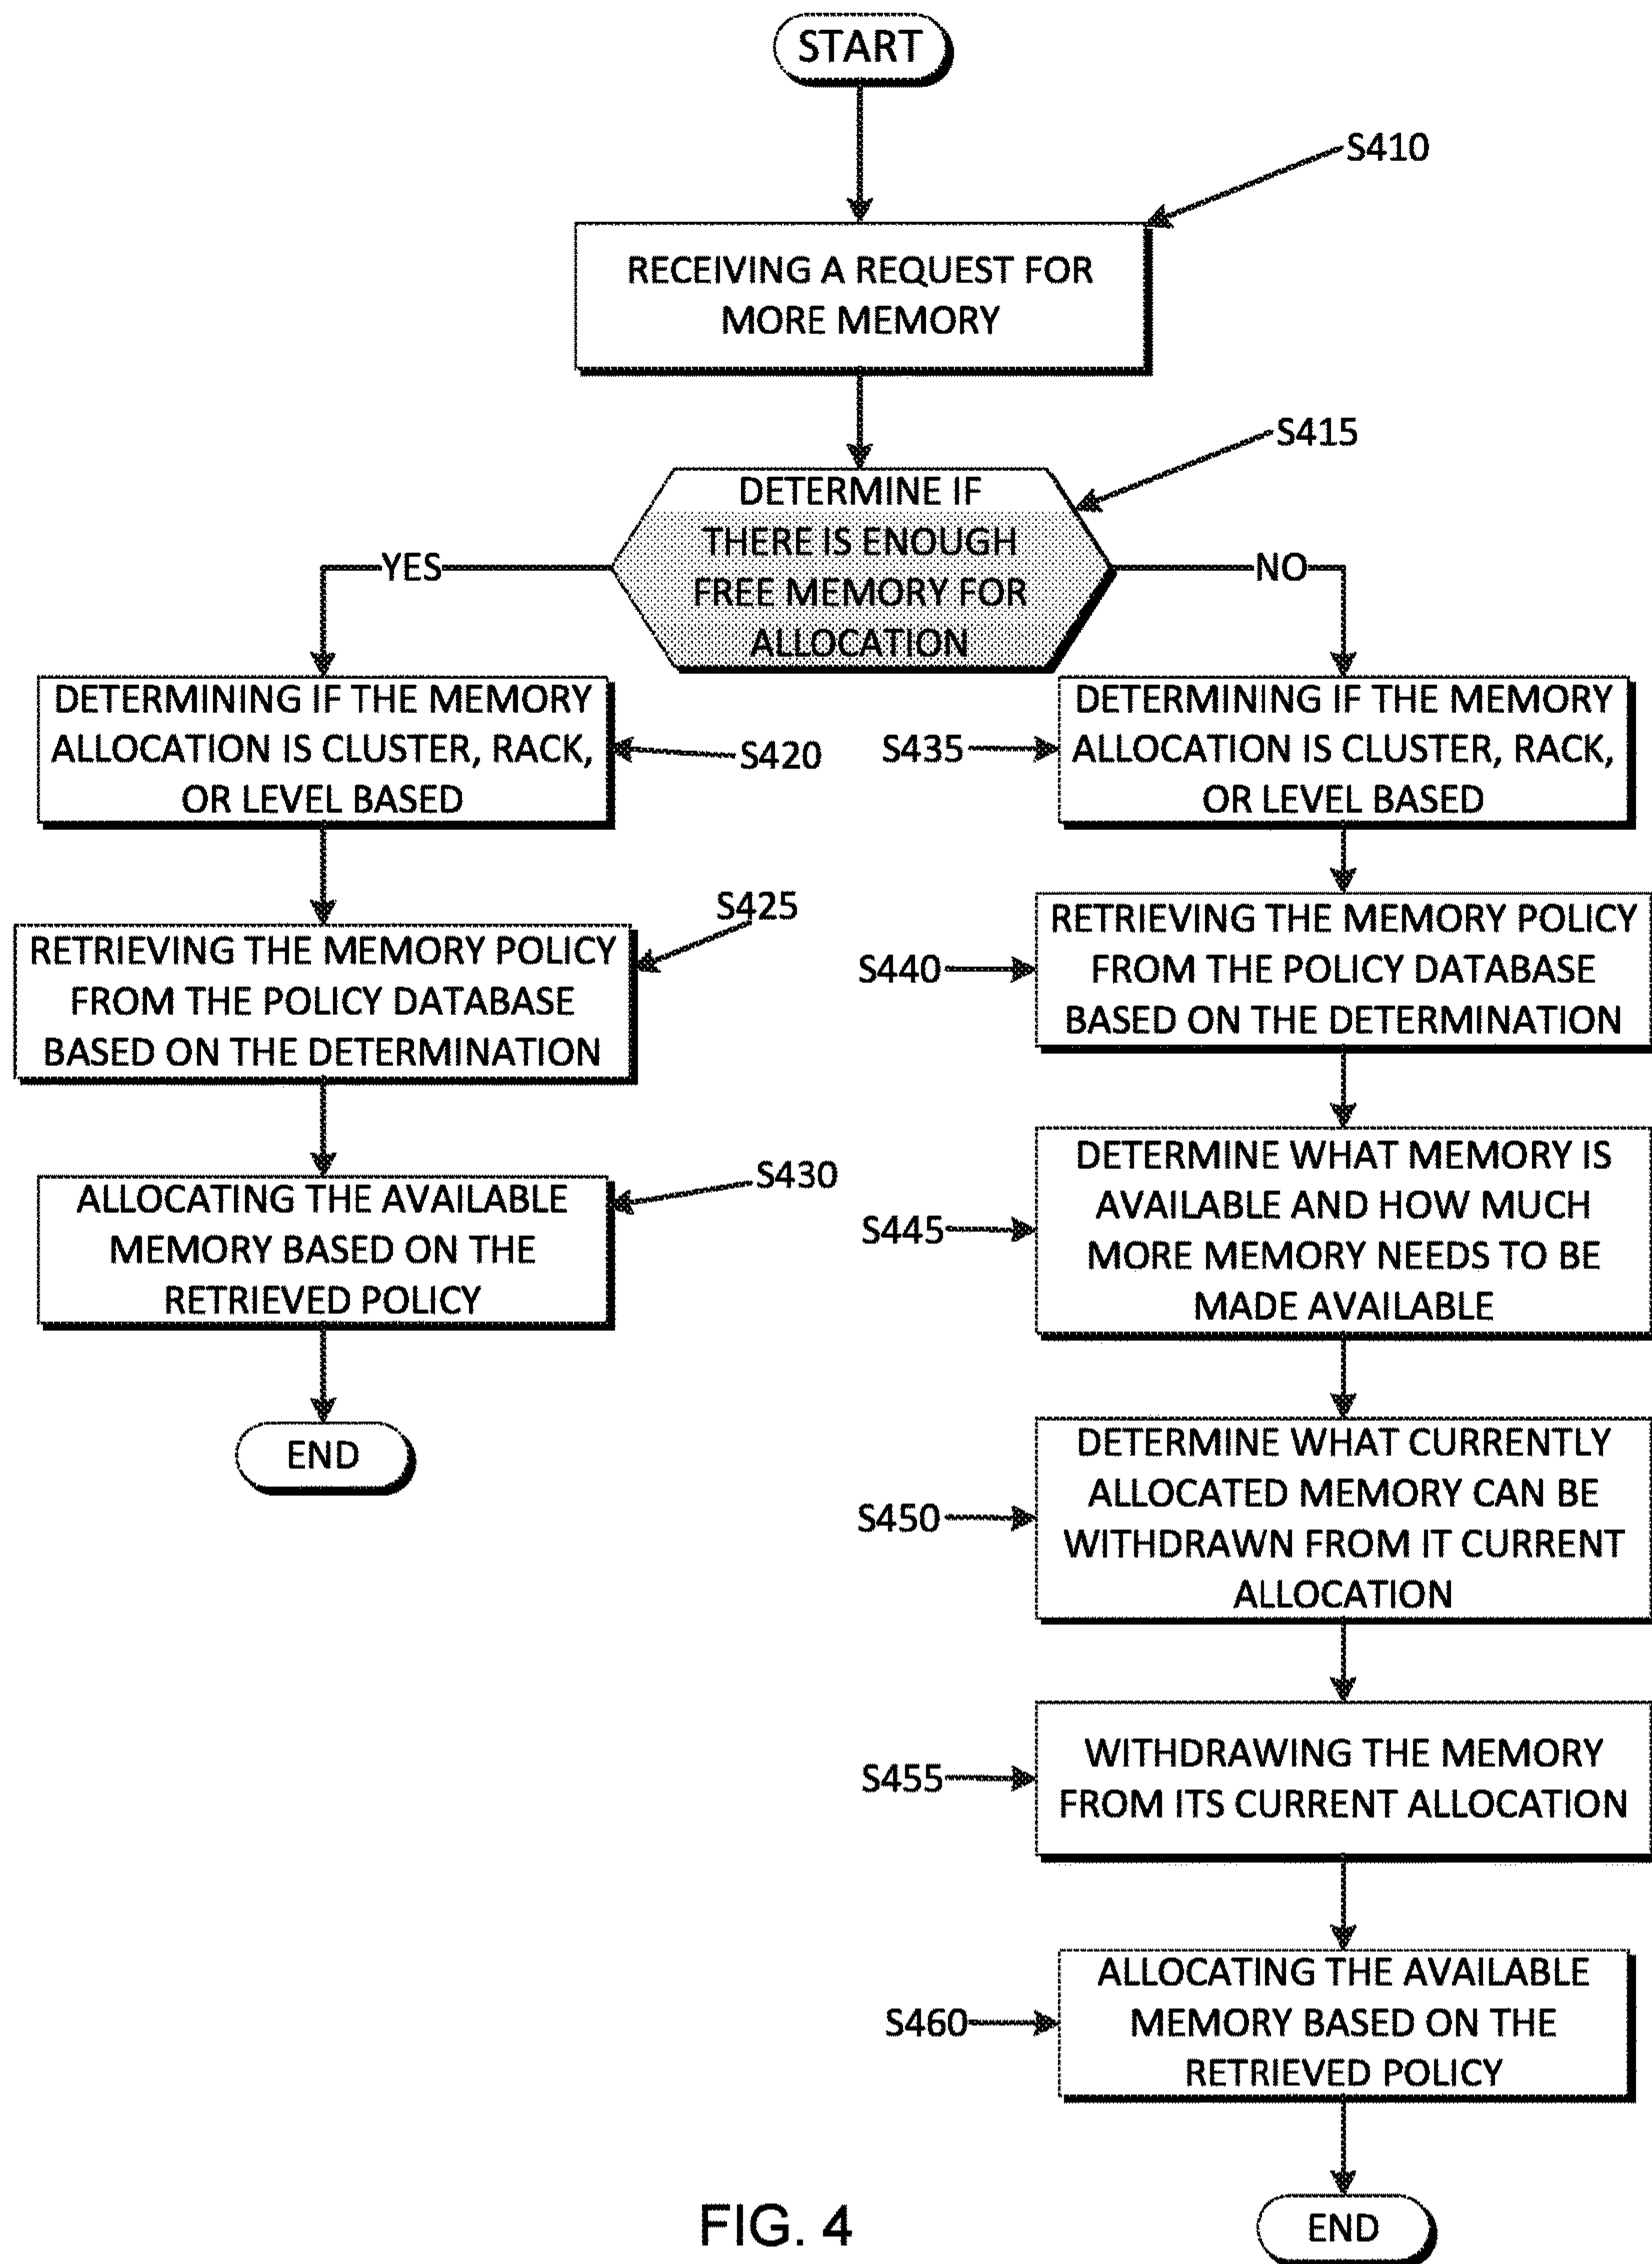 START
S410
RECEIVING A REQUEST FOR
MORE MEMORY
S415
DETERMINE IF
THERE IS ENOUGH
FREE MEMORY FOR
ALLOCATION
YES
NO
DETERMINING IF THE MEMORY
ALLOCATION IS CLUSTER, RACK,
OR LEVEL BASED
S420
S425
RETRIEVING THE MEMORY POLICY
FROM THE POLICY DATABASE
BASED ON THE DETERMINATION
S430
ALLOCATING THE AVAILABLE
MEMORY BASED ON THE
RETRIEVED POLICY
END
S435
DETERMINING IF THE MEMORY
ALLOCATION IS CLUSTER, RACK,
OR LEVEL BASED
S440
RETRIEVING THE MEMORY POLICY
FROM THE POLICY DATABASE
BASED ON THE DETERMINATION
S445
DETERMINE WHAT MEMORY IS
AVAILABLE AND HOW MUCH
MORE MEMORY NEEDS TO BE
MADE AVAILABLE
S450
DETERMINE WHAT CURRENTLY
ALLOCATED MEMORY CAN BE
WITHDRAWN FROM IT CURRENT
ALLOCATION
S455
WITHDRAWING THE MEMORY
FROM ITS CURRENT ALLOCATION
S460
ALLOCATING THE AVAILABLE
MEMORY BASED ON THE
RETRIEVED POLICY
END
FIG. 4